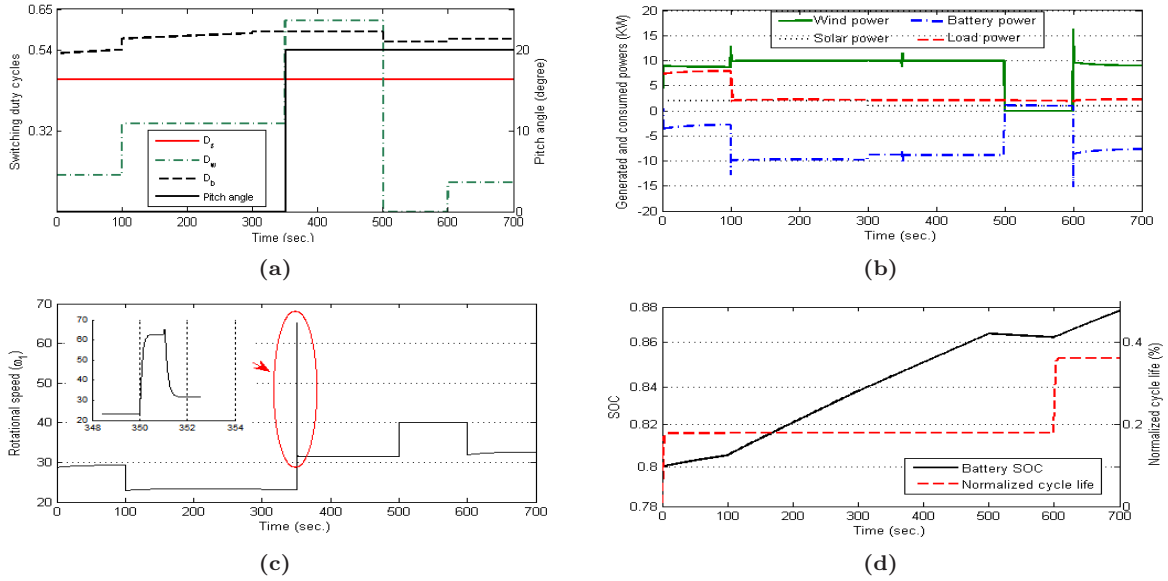 0.65
0.54
0.32
Switching duty cycles
20
10
0
Pitch angle (degree)
D_s
D_w
D_b
Pitch angle
0 100 200 300 400 500 600 700
Time (sec.)
(a)
20
15
10
5
0
-5
-10
-15
-20
Generated and consumed powers (KW)
Wind power Battery power
Solar power Load power
0 100 200 300 400 500 600 700
Time (sec.)
(b)
70
60
50
40
30
20
Rotational speed (ω_1)
70
60
50
40
30
20
348 350 352 354
0 100 200 300 400 500 600 700
Time (sec.)
(c)
0.88
0.86
0.84
0.82
0.8
0.78
SOC
0.4
0.2
0
Normalized cycle life (%)
Battery SOC
Normalized cycle life
0 100 200 300 400 500 600 700
Time (sec.)
(d)